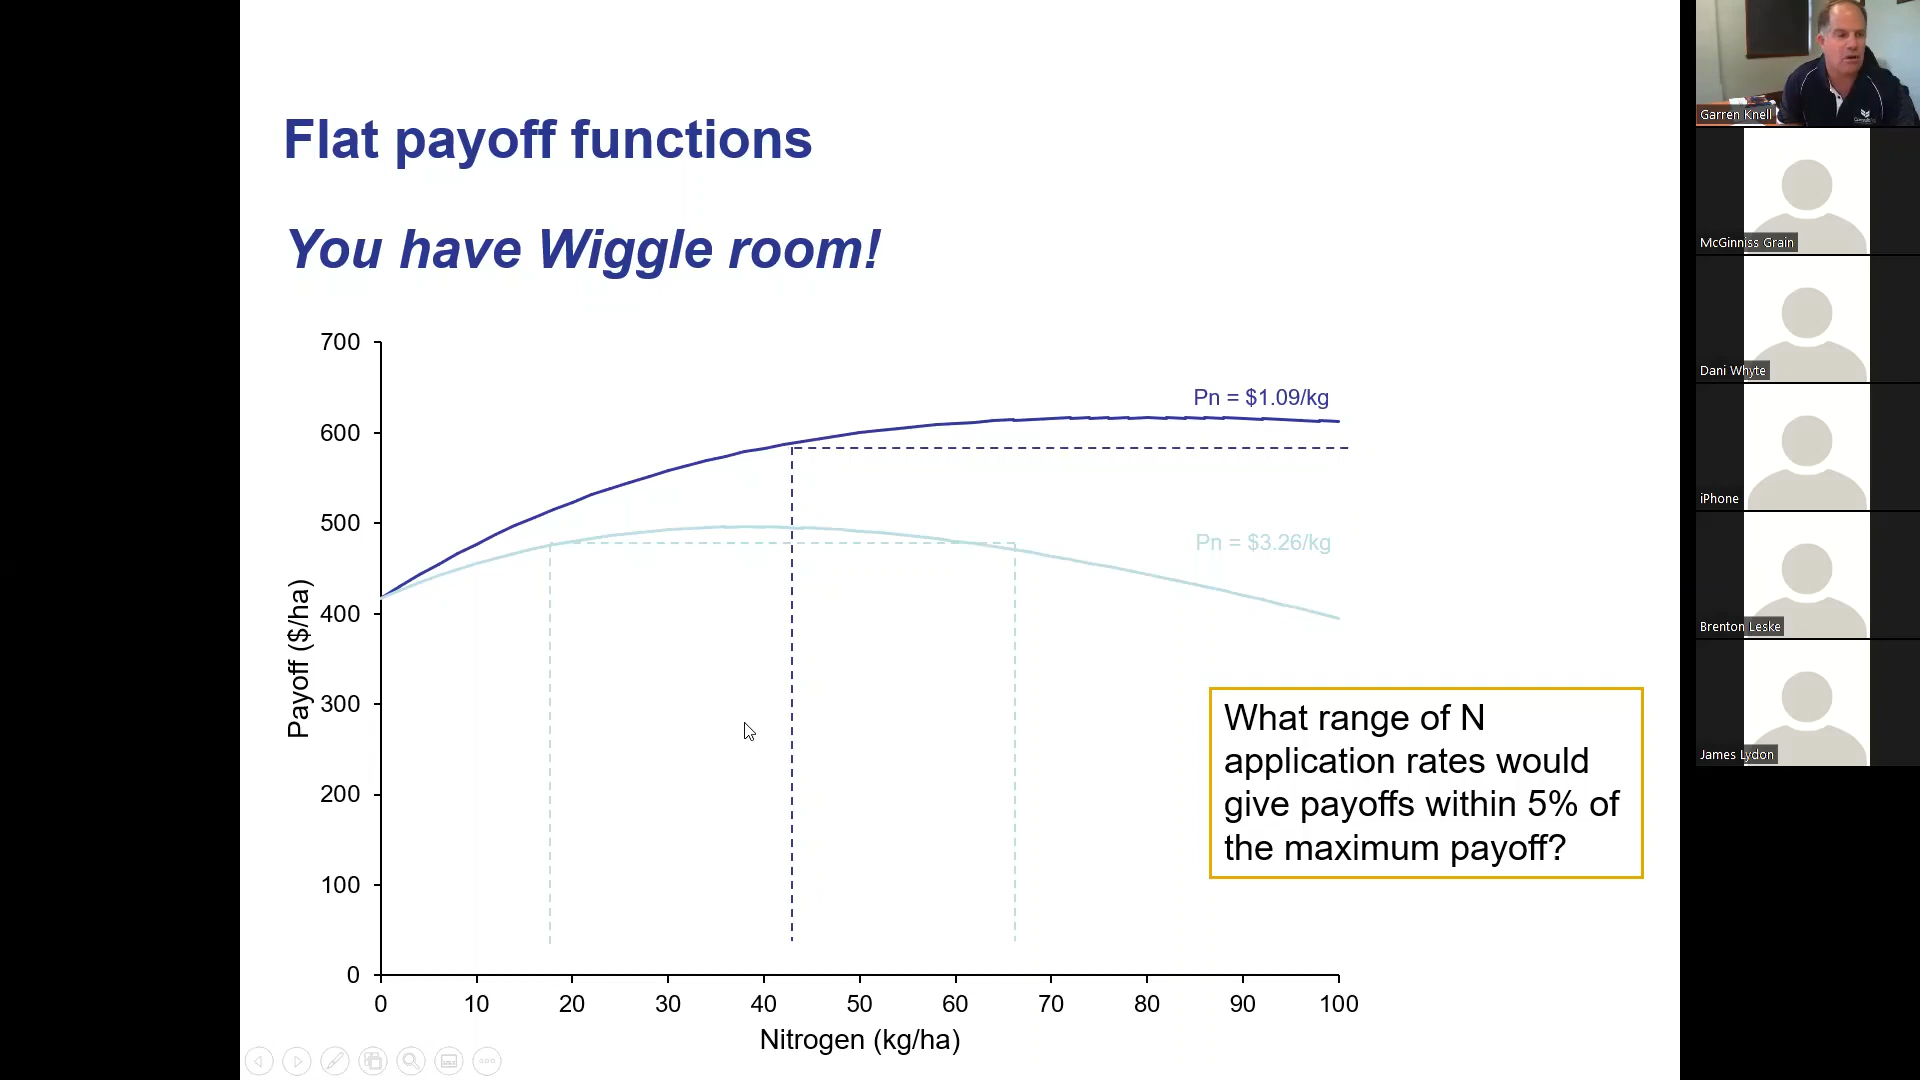 Flat payoff functions
You have Wiggle room!
700
600
500
400
300
200
100
0
Payoff ($/ha)
0 10 20 30 40 50 60 70 80 90 100
Nitrogen (kg/ha)
Pn = $1.09/kg
Pn = $3.26/kg
What range of N
application rates would
give payoffs within 5% of
the maximum payoff?
Garren Knell
McGinniss Grain
Dani Whyte
iPhone
Brenton Leske
James Lydon